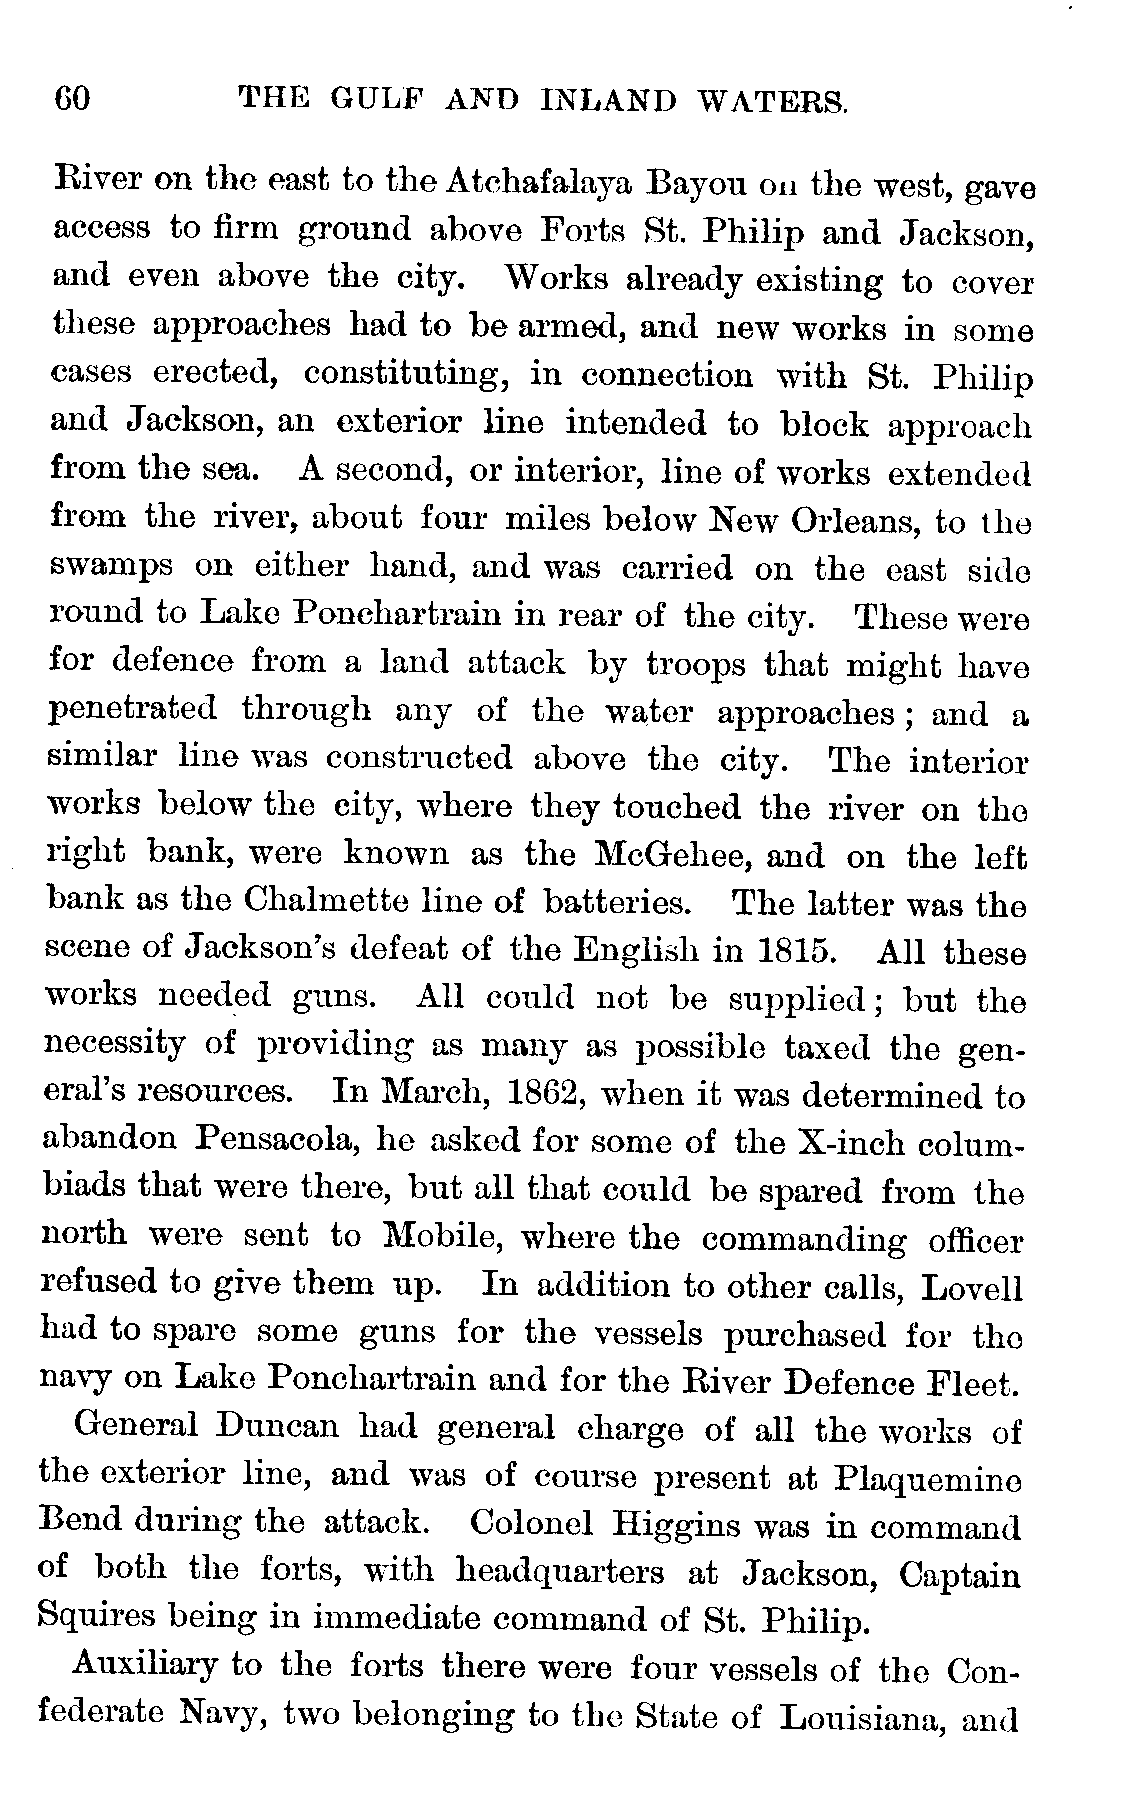 60 THE GULF AND INLAND WATERS.
River on the east to the Atchafalaya Bayou on the west, gave
access to firm ground above Forts St. Philip and Jackson,
and even above the city. Works already existing to cover
these approaches had to be armed, and new works in some
cases erected, constituting, in connection with St. Philip
and Jackson, an exterior line intended to block approach
from the sea. A second, or interior, line of works extended
from the river, about four miles below New Orleans, to the
swamps on either hand, and was carried on the east side
round to Lake Ponchartrain in rear of the city. These were
for defence from a land attack by troops that might have
penetrated through any of the water approaches; and a
similar line was constructed above the city. The interior
works below the city, where they touched the river on the
right bank, were known as the McGehee, and on the left
bank as the Chalmette line of batteries. The latter was the
scene of Jackson's defeat of the English in 1815. All these
works needed guns. All could not be supplied; but the
necessity of providing as many as possible taxed the gen-
eral's resources. In March, 1862, when it was determined to
abandon Pensacola, he asked for some of the X-inch colum-
biads that were there, but all that could be spared from the
north were sent to Mobile, where the commanding officer
refused to give them up. In addition to other calls, Lovell
had to spare some guns for the vessels purchased for the
navy on Lake Ponchartrain and for the River Defence Fleet.
General Duncan had general charge of all the works of
the exterior line, and was of course present at Plaquemine
Bend during the attack. Colonel Higgins was in command
of both the forts, with headquarters at Jackson, Captain
Squires being in immediate command of St. Philip.
Auxiliary to the forts there were four vessels of the Con-
federate Navy, two belonging to the State of Louisiana, and